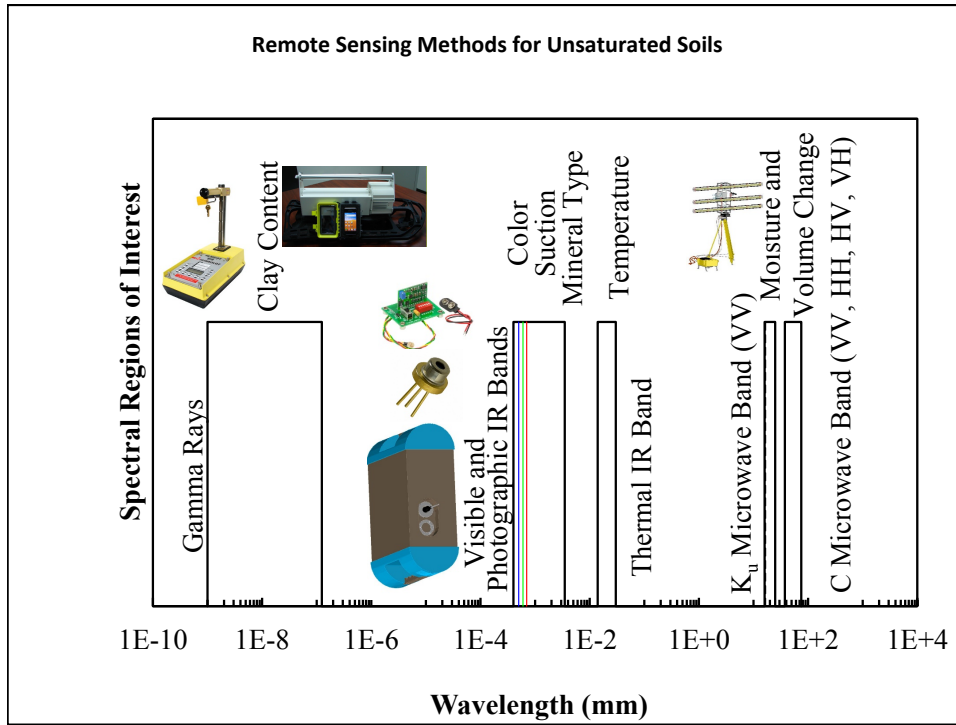 Remote Sensing Methods for Unsaturated Soils
Spectral Regions of Interest
Gamma Rays
Clay Content
Visible and
Photographic IR Bands
Color
Suction
Mineral Type
Thermal IR Band
Temperature
Ku Microwave Band (VV)
Moisture and
Volume Change
C Microwave Band (VV, HH, HV, VH)
1E-10 1E-8 1E-6 1E-4 1E-2 1E+0 1E+2 1E+4
Wavelength (mm)